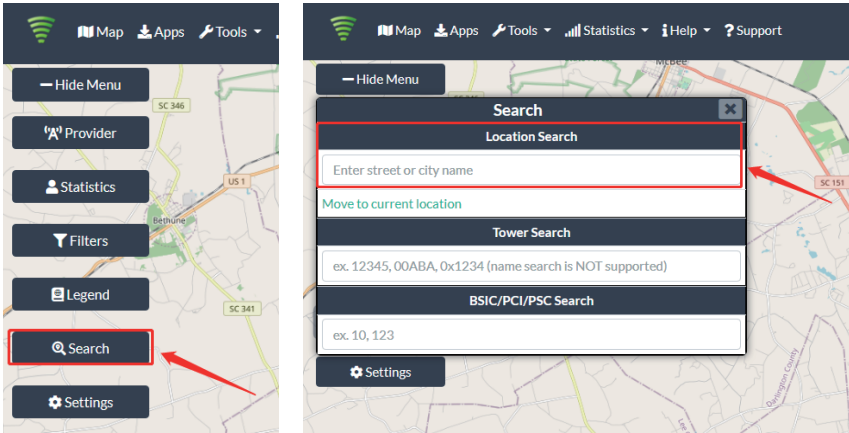 Map Apps Tools
Hide Menu
SC 346
Provider
Statistics
US 1
Bethune
Filters
Legend
SC 341
Search
Settings
Map Apps Tools Statistics Help Support
McBee
Hide Menu
Search
Location Search
Enter street or city name
SC 151
Move to current location
Tower Search
ex. 12345, 00ABA, 0x1234 (name search is NOT supported)
BSIC/PCI/PSC Search
ex. 10, 123
Settings
Darlington County